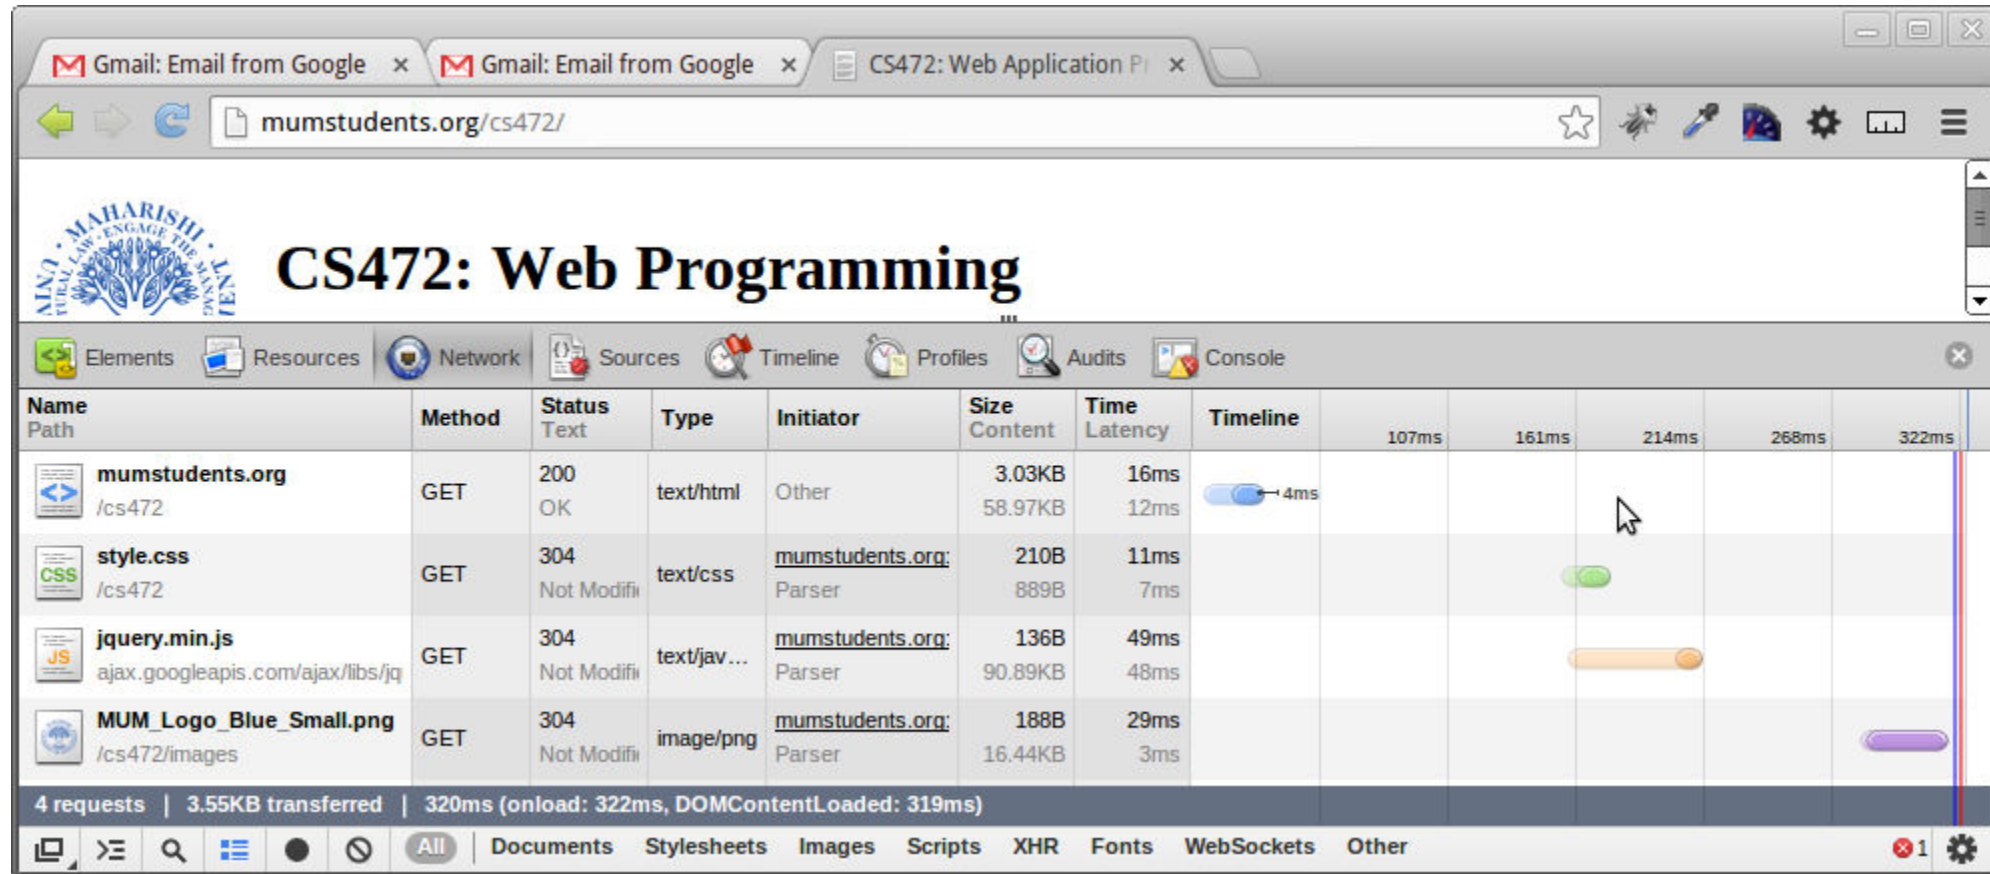 Gmail: Email from Google
Gmail: Email from Google
CS472: Web Application Pr
mumstudents.org/cs472/
MAHARISHI
ENGAGE THE MANAG
CS472: Web Programming
Elements Resources Network Sources Timeline Profiles Audits Console
Name Method Status Type Initiator Size Time Timeline
Path Text Content Latency 107ms 161ms 214ms 268ms 322ms
mumstudents.org GET 200 text/html Other 3.03KB 16ms 4ms
/cs472 OK 58.97KB 12ms
style.css GET 304 text/css mumstudents.org: 210B 11ms
/cs472 Not Modifi Parser 889B 7ms
jquery.min.js GET 304 text/jav... mumstudents.org: 136B 49ms
ajax.googleapis.com/ajax/libs/jq Not Modifi Parser 90.89KB 48ms
MUM_Logo_Blue_Small.png GET 304 image/png mumstudents.org: 188B 29ms
/cs472/images Not Modifi Parser 16.44KB 3ms
4 requests | 3.55KB transferred | 320ms (onload: 322ms, DOMContentLoaded: 319ms)
All Documents Stylesheets Images Scripts XHR Fonts WebSockets Other 1